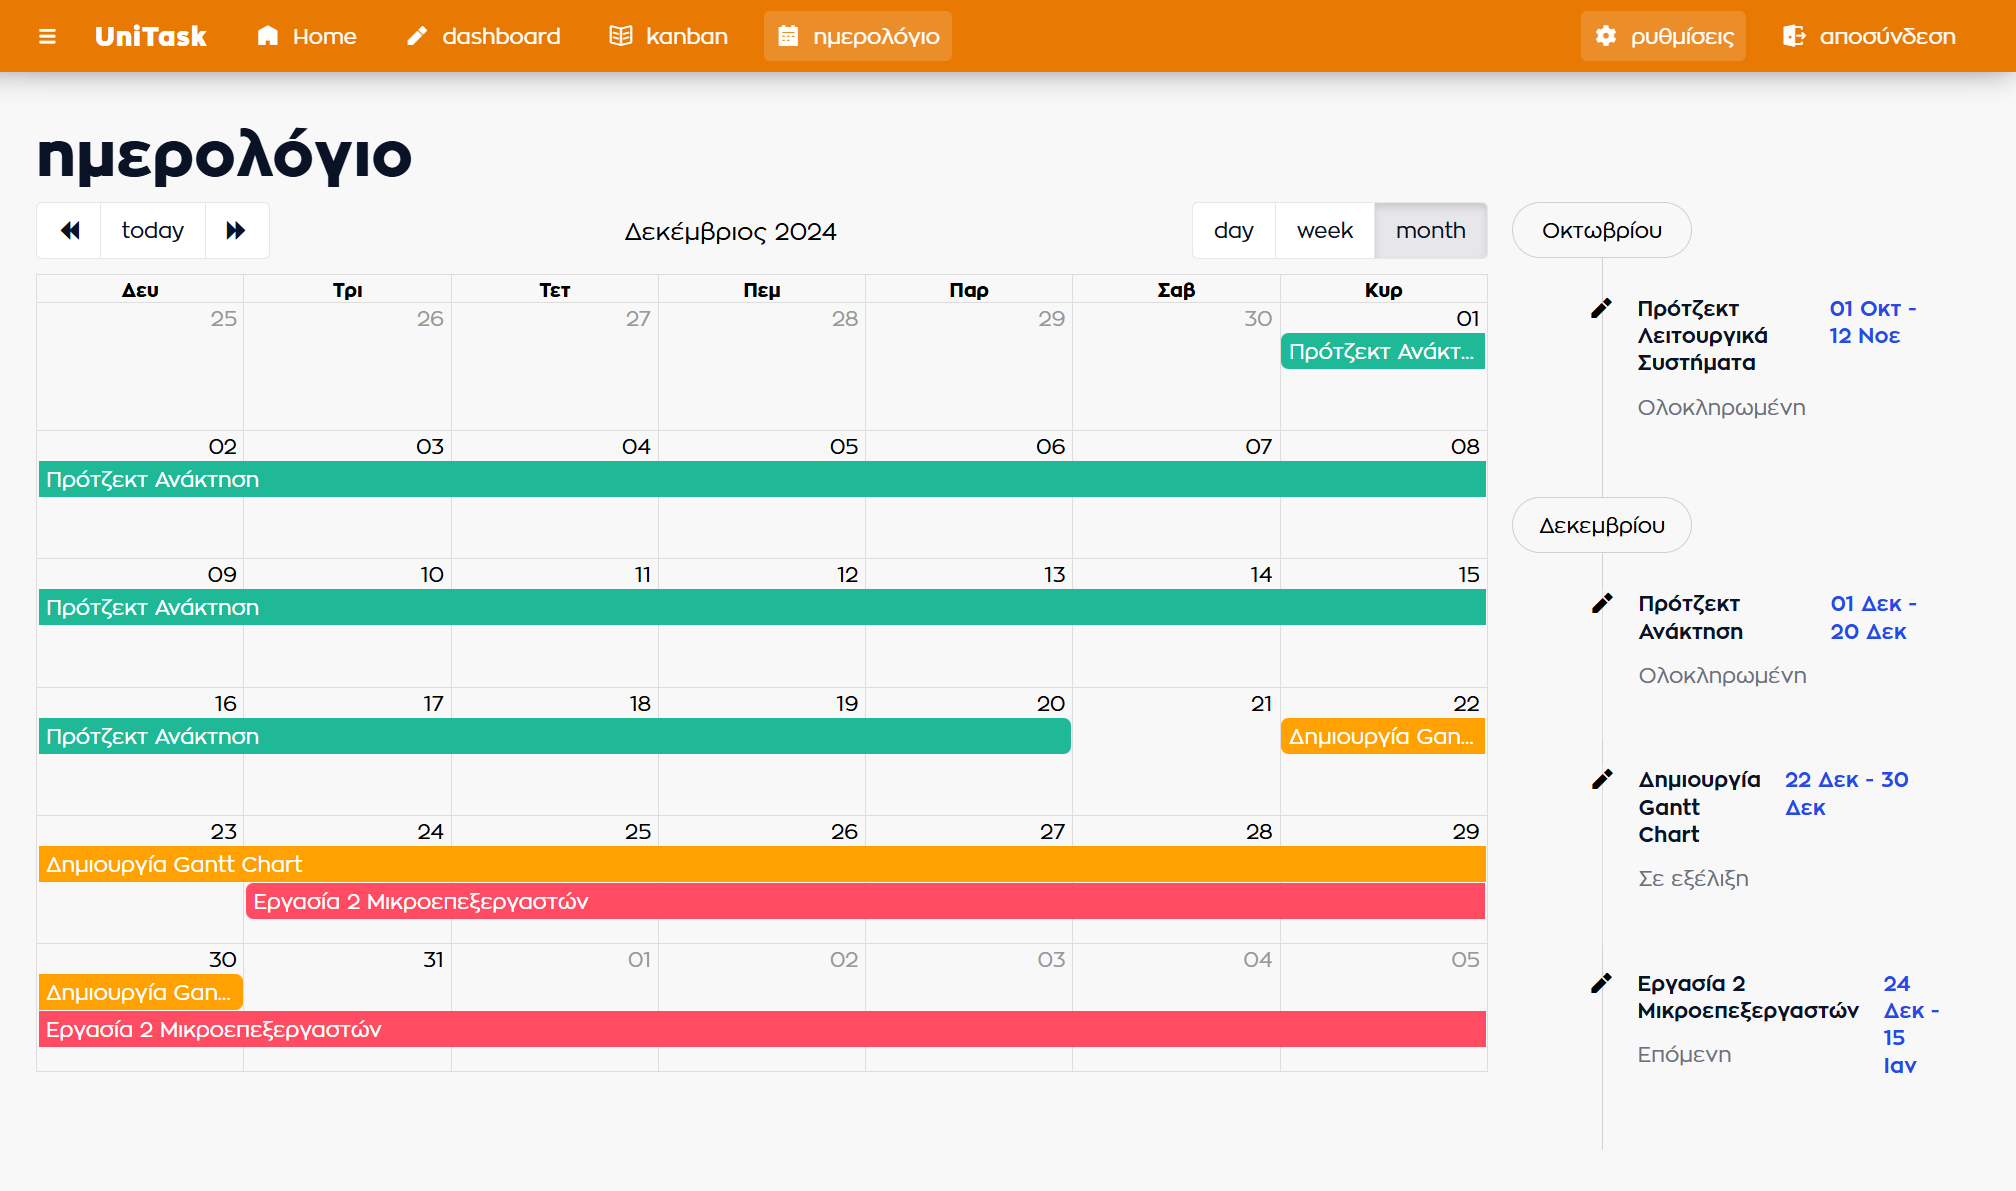 UniTask Home dashboard kanban ημερολόγιο ρυθμίσεις αποσύνδεση
ημερολόγιο
today Δεκέμβριος 2024 day week month
Δευ Τρι Τετ Πεμ Παρ Σαβ Κυρ
25 26 27 28 29 30 01
Πρότζεκτ Ανάκτ...
02 03 04 05 06 07 08
Πρότζεκτ Ανάκτηση
09 10 11 12 13 14 15
Πρότζεκτ Ανάκτηση
16 17 18 19 20 21 22
Πρότζεκτ Ανάκτηση Δημιουργία Gan...
23 24 25 26 27 28 29
Δημιουργία Gantt Chart
Εργασία 2 Μικροεπεξεργαστών
30 31 01 02 03 04 05
Δημιουργία Gan...
Εργασία 2 Μικροεπεξεργαστών
Οκτωβρίου
Πρότζεκτ 01 Οκτ -
Λειτουργικά 12 Νοε
Συστήματα
Ολοκληρωμένη
Δεκεμβρίου
Πρότζεκτ 01 Δεκ -
Ανάκτηση 20 Δεκ
Ολοκληρωμένη
Δημιουργία 22 Δεκ - 30
Gantt Δεκ
Chart
Σε εξέλιξη
Εργασία 2 24
Μικροεπεξεργαστών Δεκ -
15
Επόμενη
Ιαν